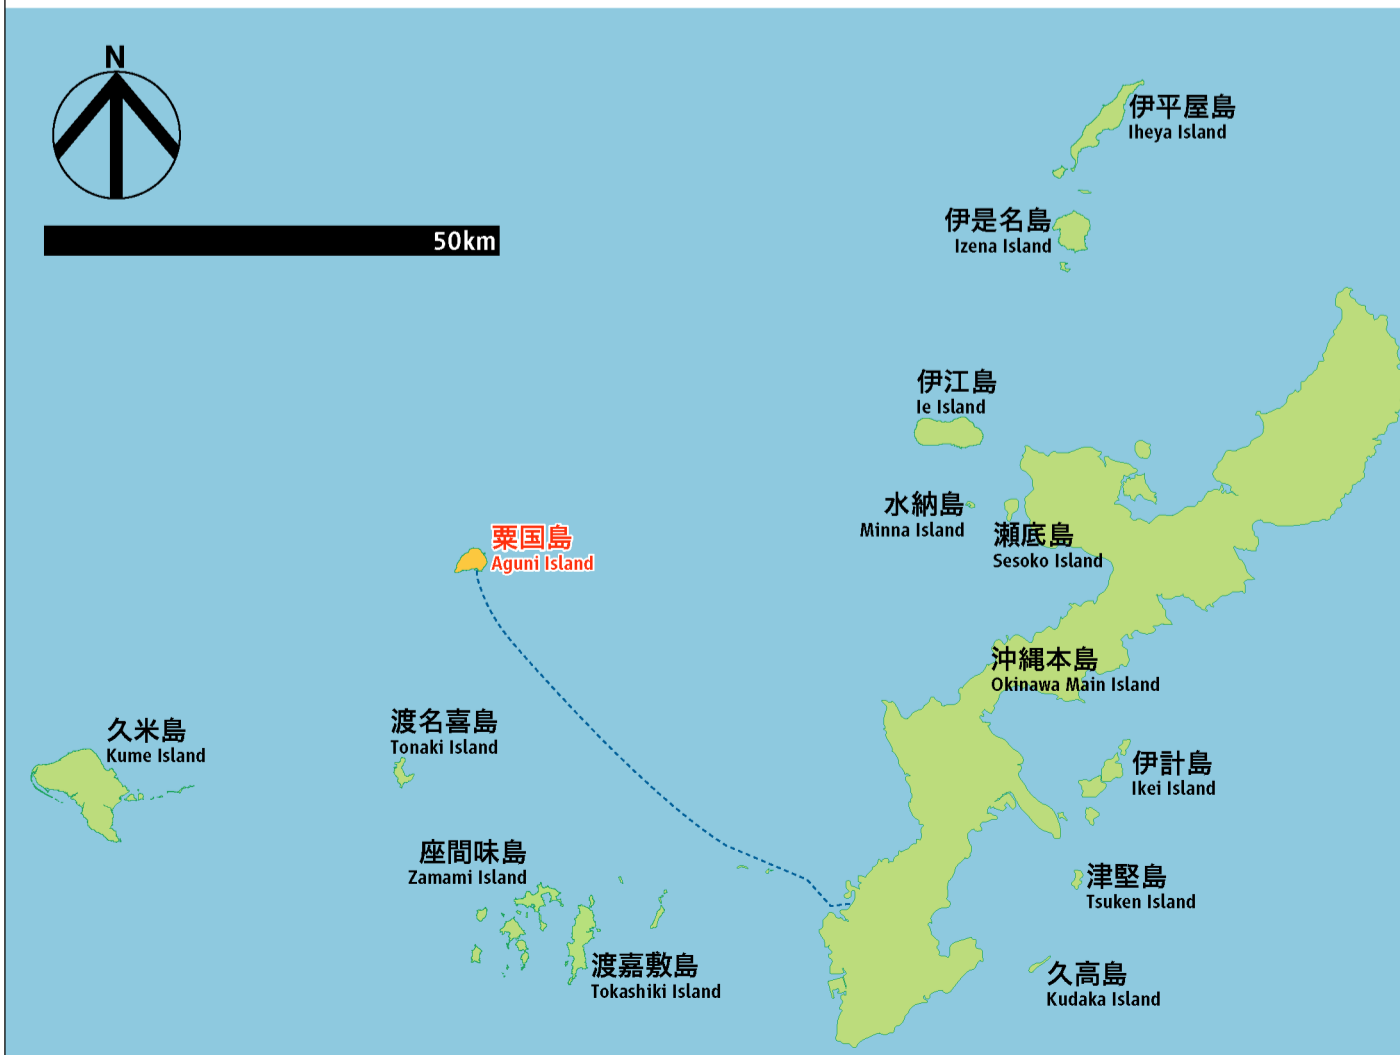 N
50km
伊平屋島
Iheya Island
伊是名島
Izena Island
伊江島
Ie Island
水納島
Minna Island
瀬底島
Sesoko Island
粟国島
Aguni Island
沖縄本島
Okinawa Main Island
久米島
Kume Island
渡名喜島
Tonaki Island
伊計島
Ikei Island
座間味島
Zamami Island
津堅島
Tsuken Island
渡嘉敷島
Tokashiki Island
久高島
Kudaka Island